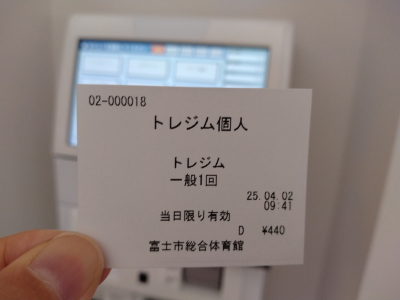 02-000018
トレジム個人
トレジム
一般1回
25.04.02
09:41
当日限り有効
D ¥440
富士市総合体育館